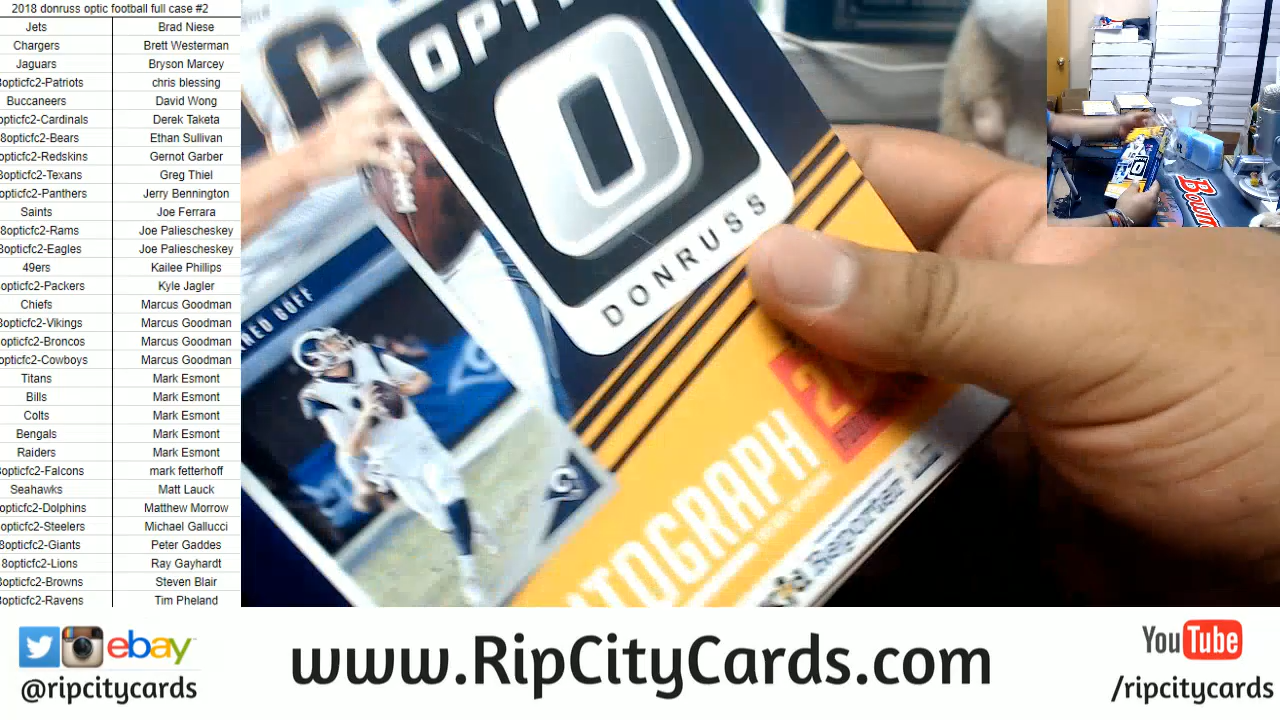 2018 donruss optic football full case #2
Jets Brad Niese
Chargers Brett Westerman
Jaguars Bryson Marcey
8opticfc2-Patriots chris blessing
Buccaneers David Wong
opticfc2-Cardinals Derek Taketa
8opticfc2-Bears Ethan Sullivan
opticfc2-Redskins Gernot Garber
8opticfc2-Texans Greg Thiel
opticfc2-Panthers Jerry Bennington
Saints Joe Ferrara
8opticfc2-Rams Joe Paliescheskey
8opticfc2-Eagles Joe Paliescheskey
49ers Kailee Phillips
opticfc2-Packers Kyle Jagler
Chiefs Marcus Goodman
8opticfc2-Vikings Marcus Goodman
opticfc2-Broncos Marcus Goodman
opticfc2-Cowboys Marcus Goodman
Titans Mark Esmont
Bills Mark Esmont
Colts Mark Esmont
Bengals Mark Esmont
Raiders Mark Esmont
8opticfc2-Falcons mark fetterhoff
Seahawks Matt Lauck
opticfc2-Dolphins Matthew Morrow
opticfc2-Steelers Michael Gallucci
8opticfc2-Giants Peter Gaddes
8opticfc2-Lions Ray Gayhardt
opticfc2-Browns Steven Blair
opticfc2-Ravens Tim Pheland
OPTI
O
DONRUSS
RED GOFF
TOGRAPH
ebay
@ripcitycards
www.RipCityCards.com
YouTube
/ripcitycards